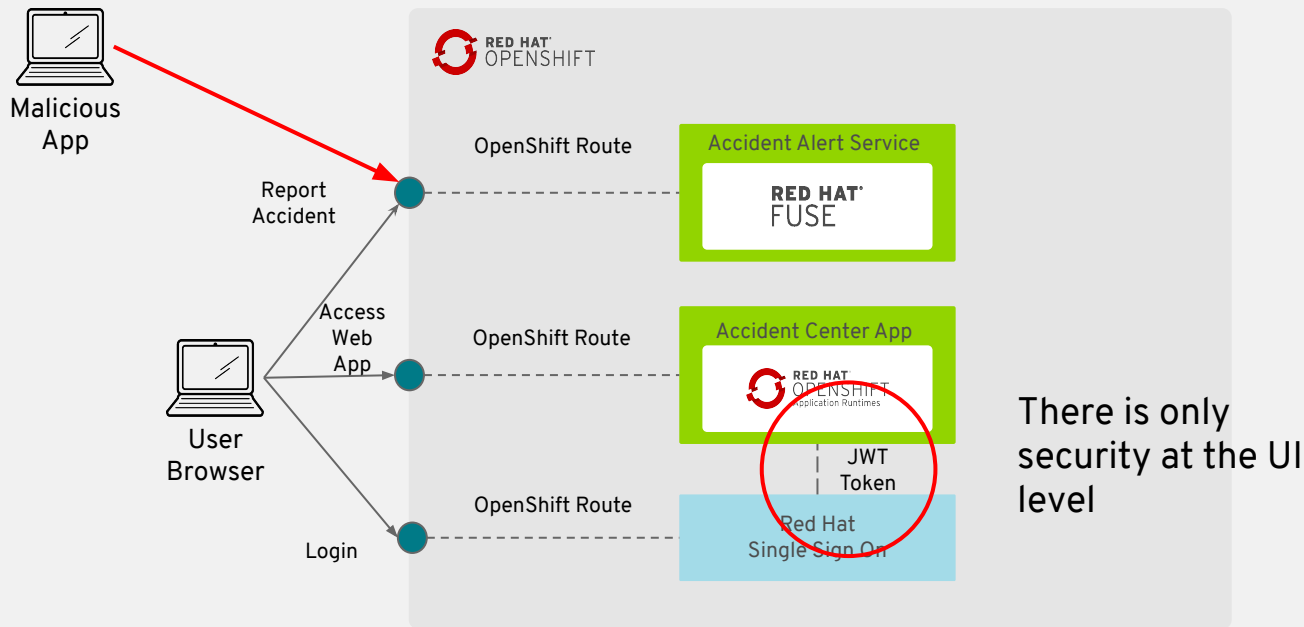 RED HAT
OPENSHIFT
Malicious
App
OpenShift Route
Accident Alert Service
Report
Accident
RED HAT
FUSE
Access
Web
App
OpenShift Route
Accident Center App
RED HAT
OPENSHIFT
Application Runtimes
There is only
security at the UI
level
User
Browser
JWT
Token
OpenShift Route
Red Hat
Single Sign On
Login